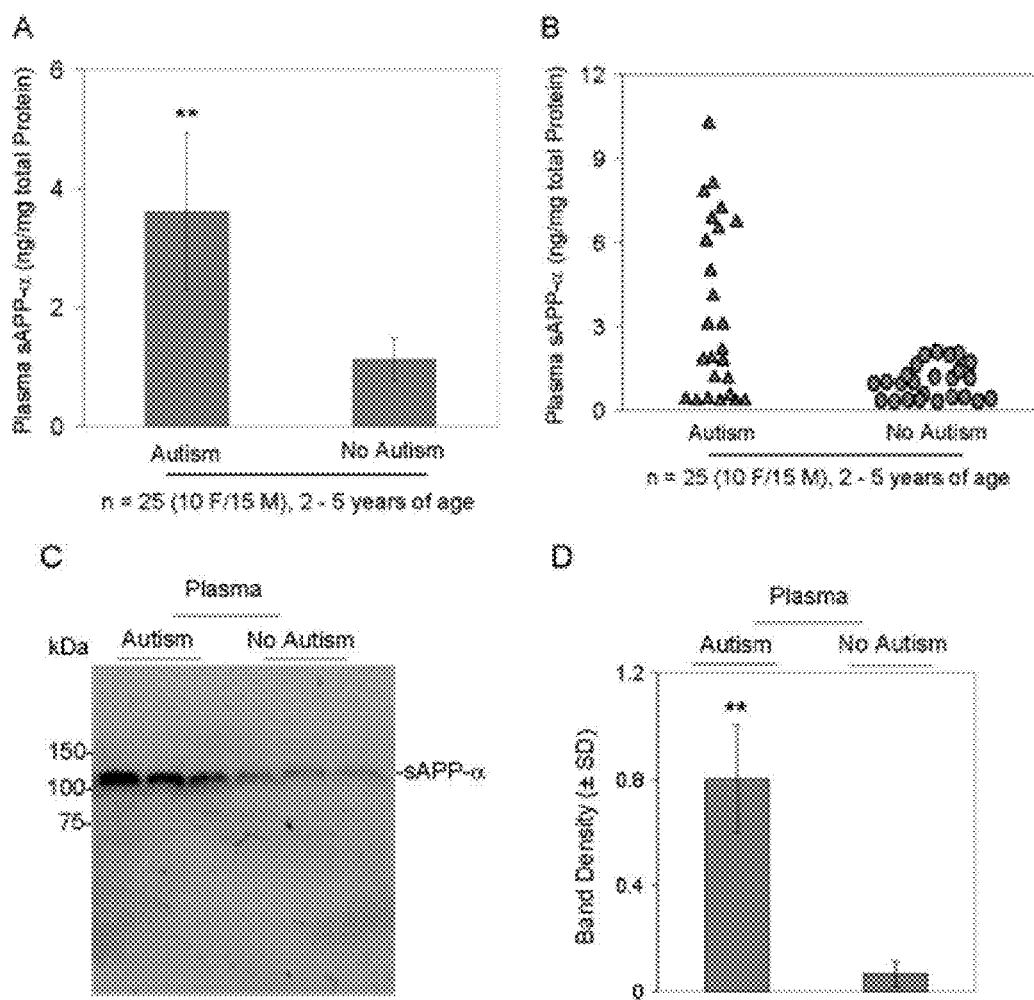 A
Plasma sAPP-α (ng/mg total Protein)
6
4
2
0
**
Autism
No Autism
n = 25 (10 F/15 M), 2 - 5 years of age
B
Plasma sAPP-α (ng/mg total Protein)
12
9
6
3
0
Autism
No Autism
n = 25 (10 F/15 M), 2 - 5 years of age
C
Plasma
kDa
Autism
No Autism
150-
100-
75-
-sAPP-α
D
Plasma
Autism
No Autism
Band Density (± SD)
1.2
0.8
0.4
0
**